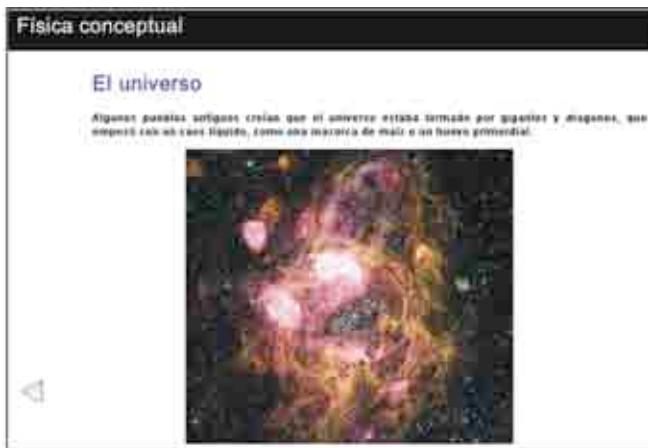 Física conceptual
El universo
Algunos pueblos antiguos creían que el universo estaba formado por gigantes y dragones, que
empezó con un caos líquido, como una mazorca de maíz o un huevo primordial.